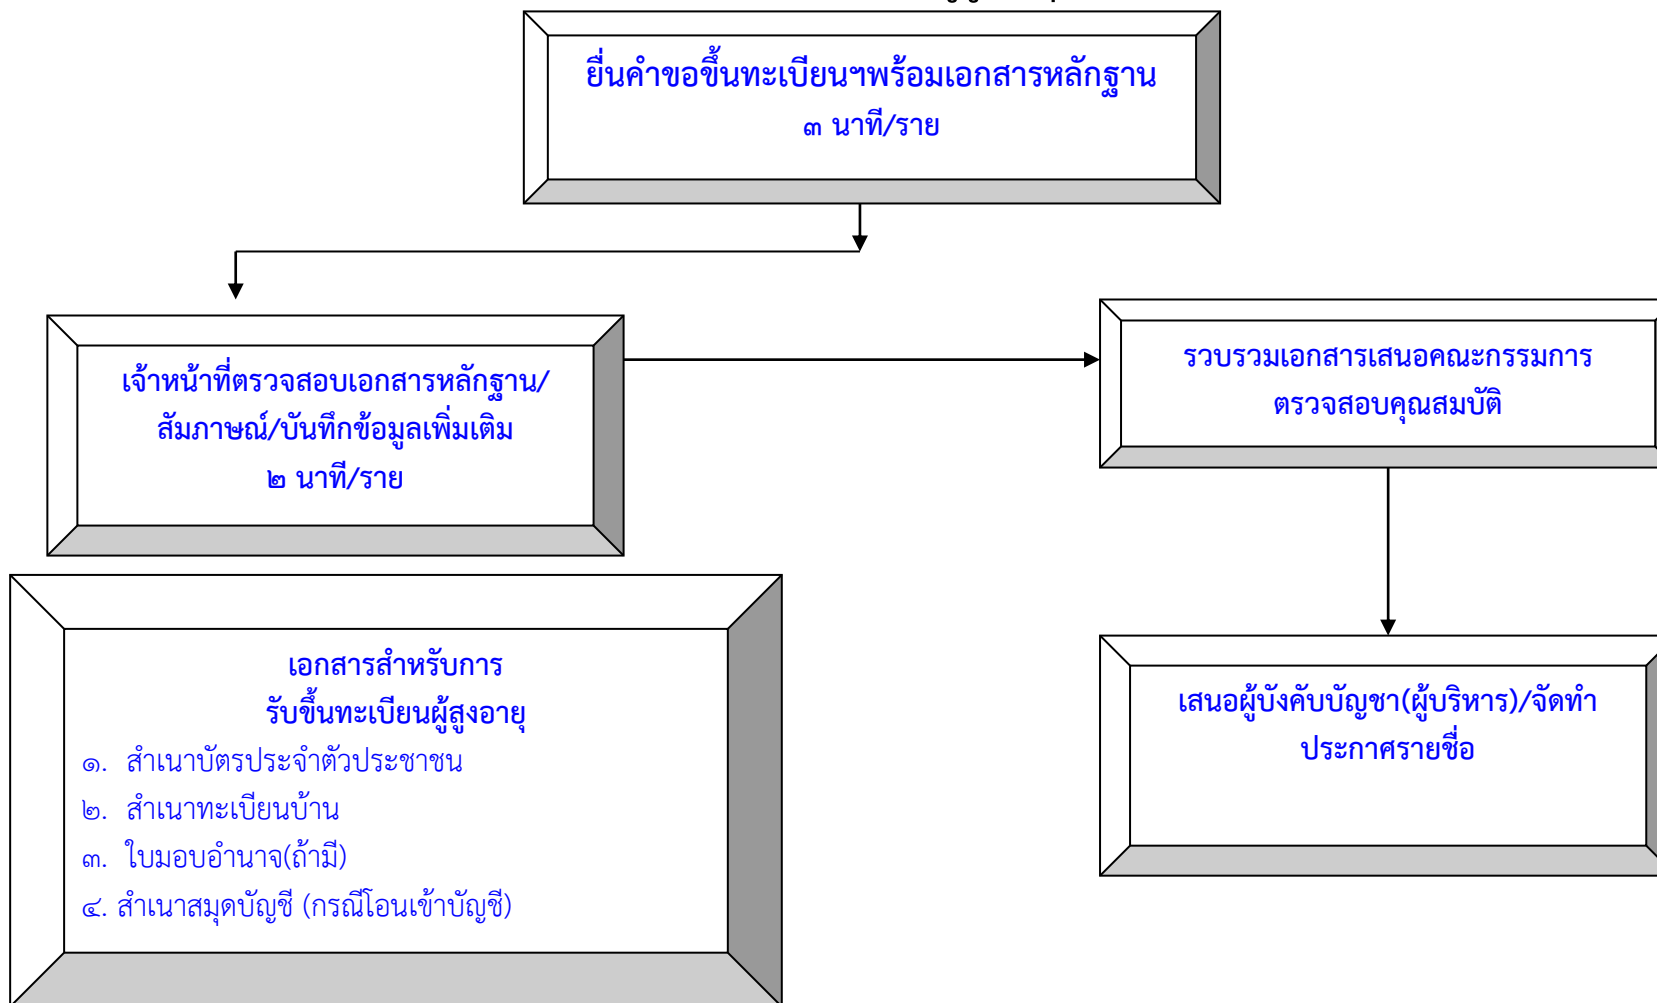 ยื่นคำขอขึ้นทะเบียนฯพร้อมเอกสารหลักฐาน
๓ นาที/ราย
เจ้าหน้าที่ตรวจสอบเอกสารหลักฐาน/
สัมภาษณ์/บันทึกข้อมูลเพิ่มเติม
๒ นาที/ราย
รวบรวมเอกสารเสนอคณะกรรมการ
ตรวจสอบคุณสมบัติ
เอกสารสำหรับการ
รับขึ้นทะเบียนผู้สูงอายุ
๑. สำเนาบัตรประจำตัวประชาชน
๒. สำเนาทะเบียนบ้าน
๓. ใบมอบอำนาจ(ถ้ามี)
๔. สำเนาสมุดบัญชี (กรณีโอนเข้าบัญชี)
เสนอผู้บังคับบัญชา(ผู้บริหาร)/จัดทำ
ประกาศรายชื่อ